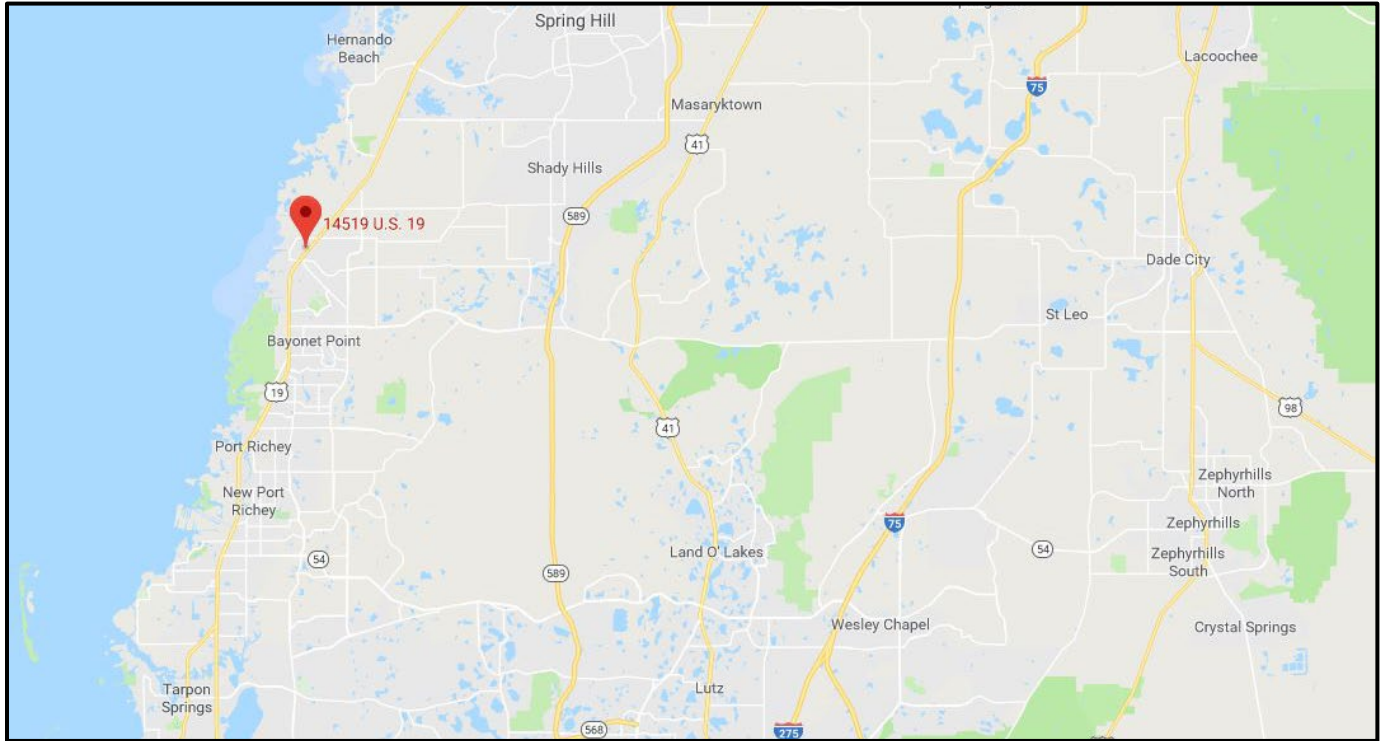 Spring Hill
Hernando
Beach
Lacoochee
75
Masaryktown
41
Shady Hills
589
14519 U.S. 19
Dade City
St Leo
Bayonet Point
19
98
41
Port Richey
Zephyrhills
North
New Port
Richey
75
Zephyrhills
Land O' Lakes
54
Zephyrhills
South
54
589
Wesley Chapel
Crystal Springs
Tarpon
Springs
Lutz
568
275